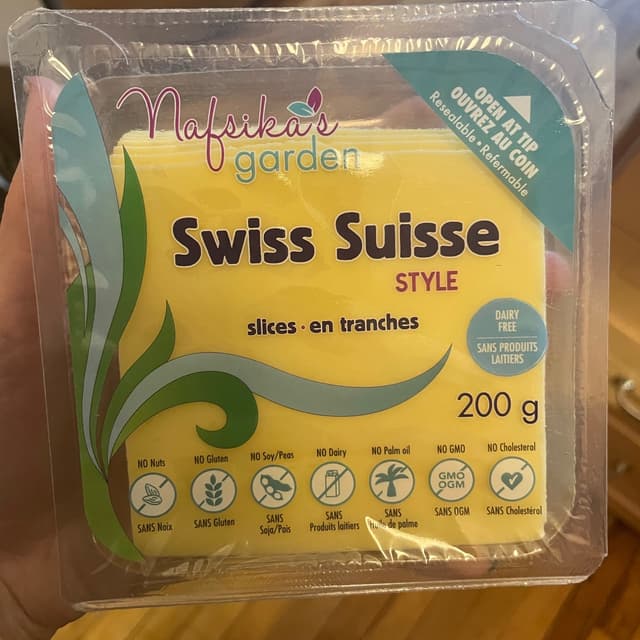 Nafsika's
garden
OPEN AT TIP
OUVREZ AU COIN
Resealable • Refermable
Swiss Suisse
STYLE
slices • en tranches
DAIRY
FREE
SANS PRODUITS
LAITIERS
200 g
NO Nuts
SANS Noix
NO Gluten
SANS Gluten
NO Soy/Peas
SANS
Soja/Pois
NO Dairy
SANS
Produits laitiers
NO Palm oil
SANS
Huile de palme
NO GMO
GMO
OGM
SANS OGM
NO Cholesterol
SANS Cholestérol